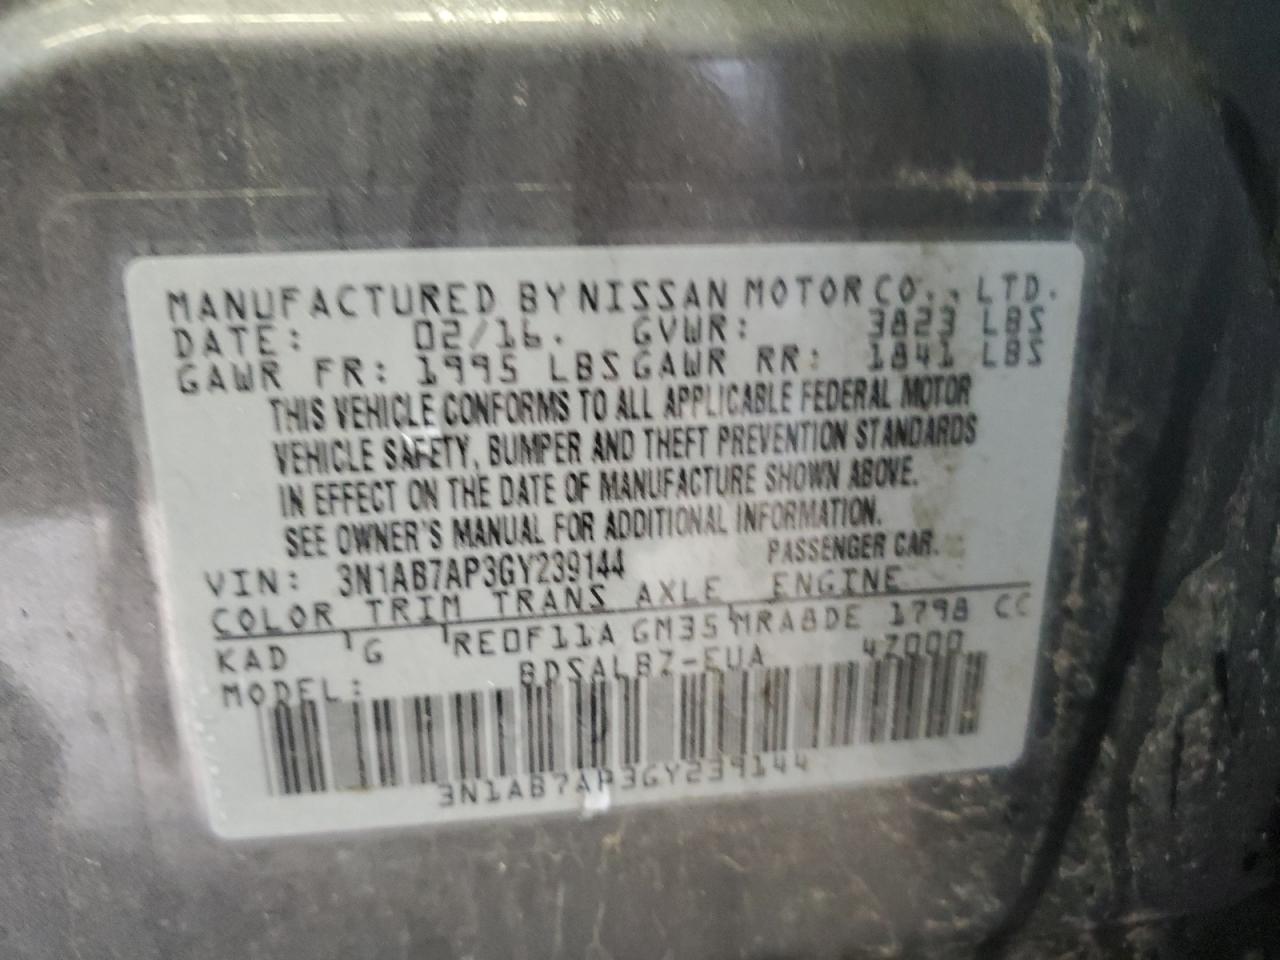 MANUFACTURED BY NISSAN MOTOR CO., LTD.
DATE: 02/16. GVWR: 3823 LBS
GAWR FR: 1995 LBS GAWR RR: 1841 LBS
THIS VEHICLE CONFORMS TO ALL APPLICABLE FEDERAL MOTOR
VEHICLE SAFETY, BUMPER AND THEFT PREVENTION STANDARDS
IN EFFECT ON THE DATE OF MANUFACTURE SHOWN ABOVE.
SEE OWNER'S MANUAL FOR ADDITIONAL INFORMATION.
VIN: 3N1AB7AP3GY239144 PASSENGER CAR.
COLOR TRIM TRANS AXLE ENGINE
KAD G RE0F11A GM35 MRA8DE 1798 CC
MODEL: BDSALBZ-EUA 4Z000
3N1AB7AP3GY239144